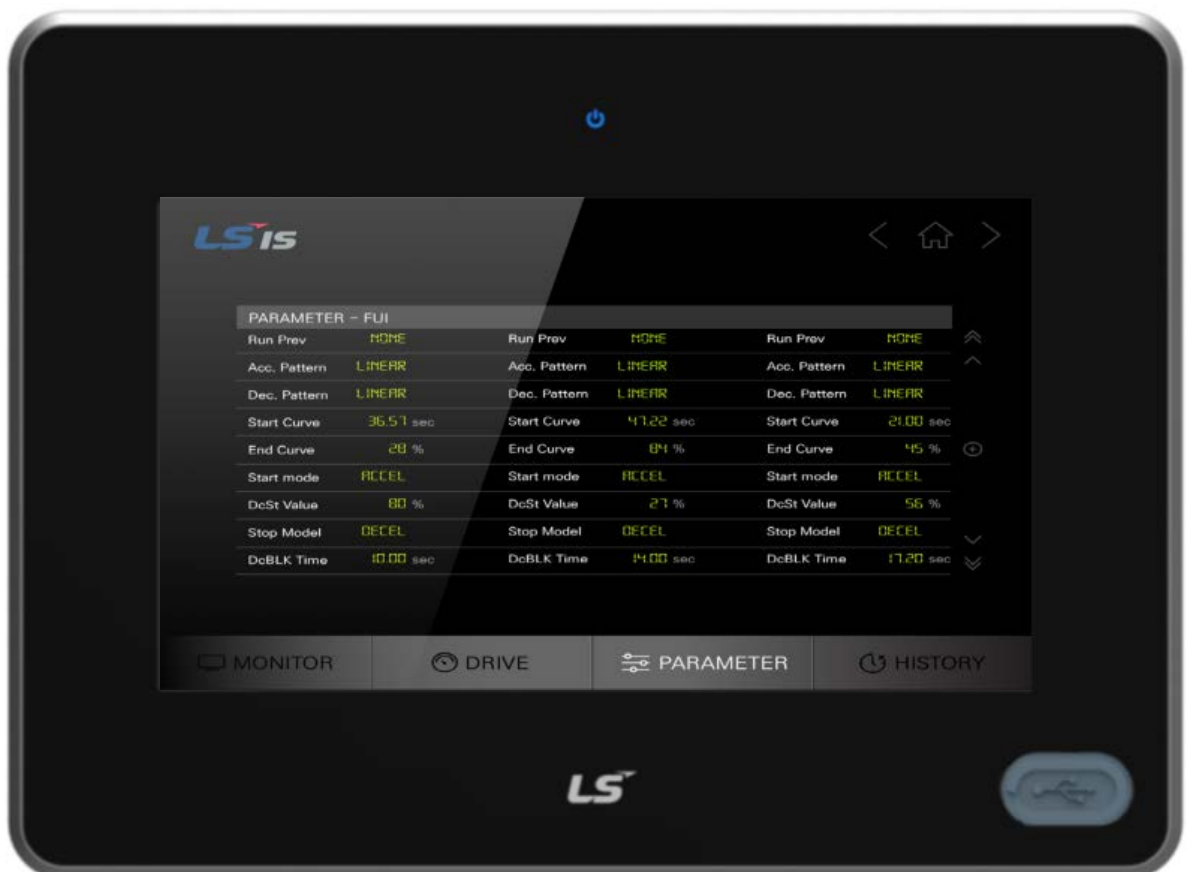 LSIS
PARAMETER - FUI
Run Prev NONE Run Prev NONE Run Prev NONE
Acc. Pattern LINEAR Acc. Pattern LINEAR Acc. Pattern LINEAR
Dec. Pattern LINEAR Dec. Pattern LINEAR Dec. Pattern LINEAR
Start Curve 36.57 sec Start Curve 47.22 sec Start Curve 21.00 sec
End Curve 28 % End Curve 84 % End Curve 45 %
Start mode ACCEL Start mode ACCEL Start mode ACCEL
DcSt Value 80 % DcSt Value 27 % DcSt Value 56 %
Stop Model DECEL Stop Model DECEL Stop Model DECEL
DcBLK Time 10.00 sec DcBLK Time 14.00 sec DcBLK Time 17.20 sec
MONITOR DRIVE PARAMETER HISTORY
LS